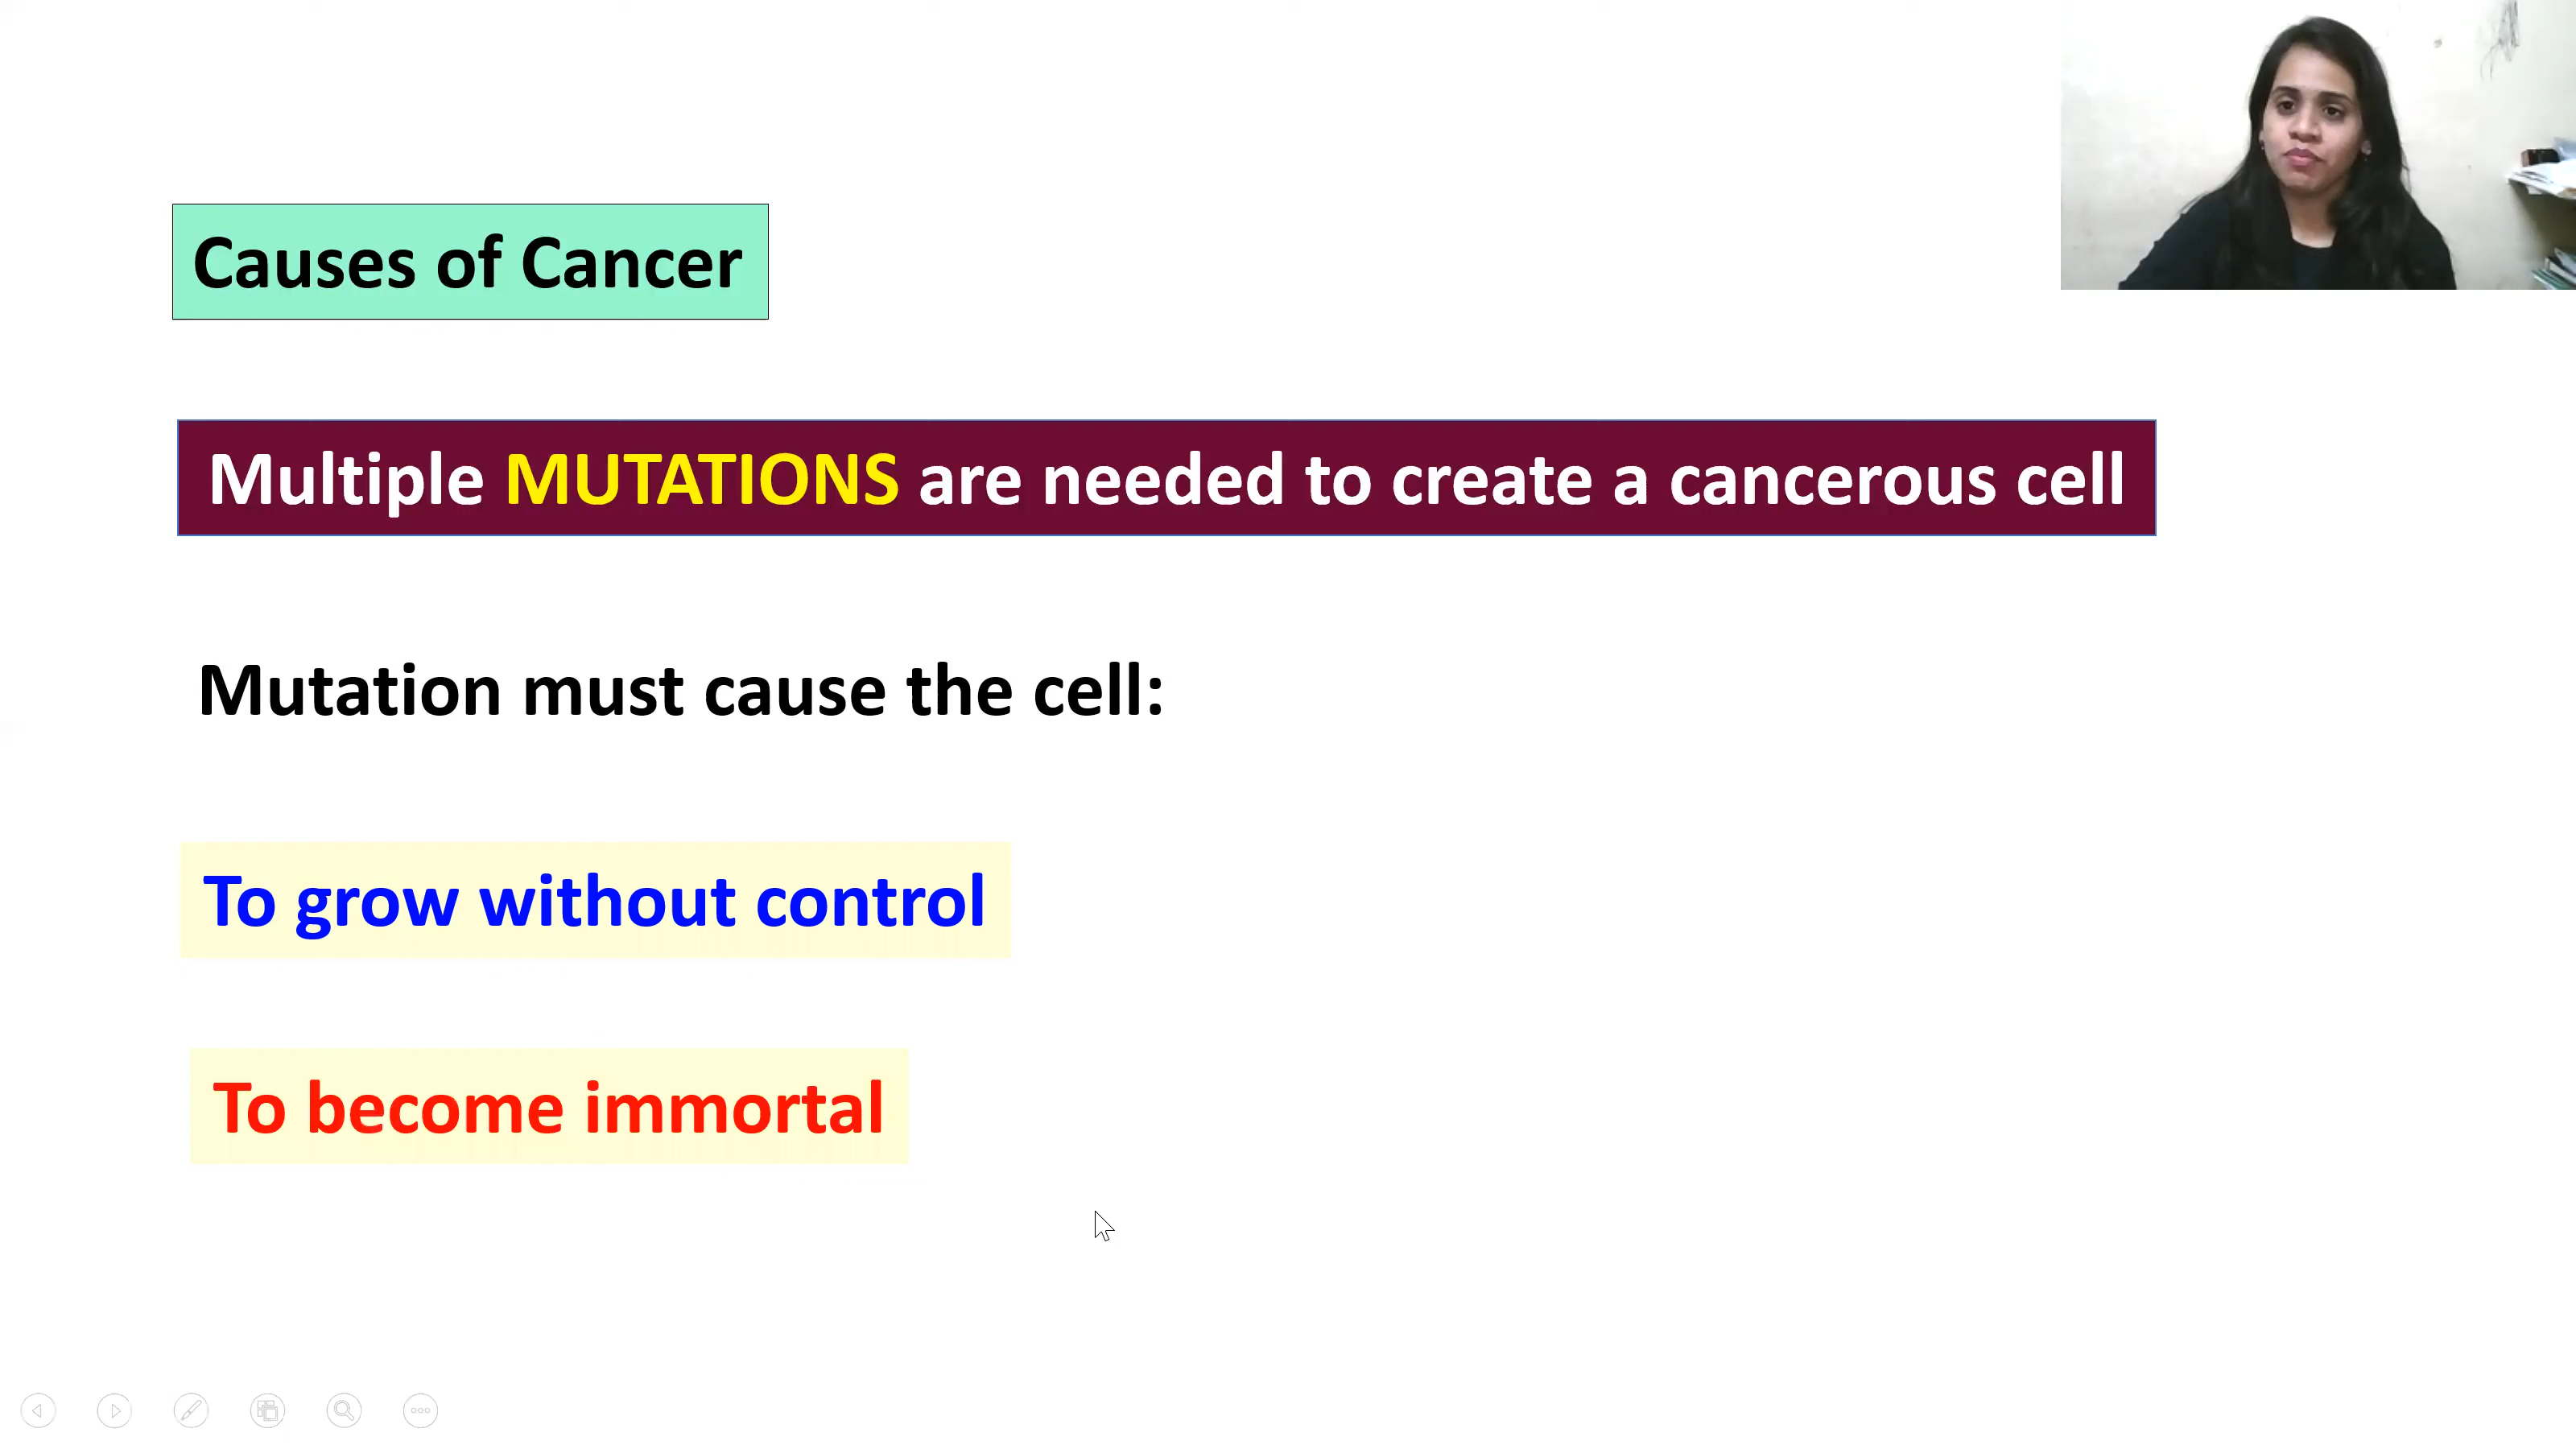 Causes of Cancer
Multiple MUTATIONS are needed to create a cancerous cell
Mutation must cause the cell:
To grow without control
To become immortal